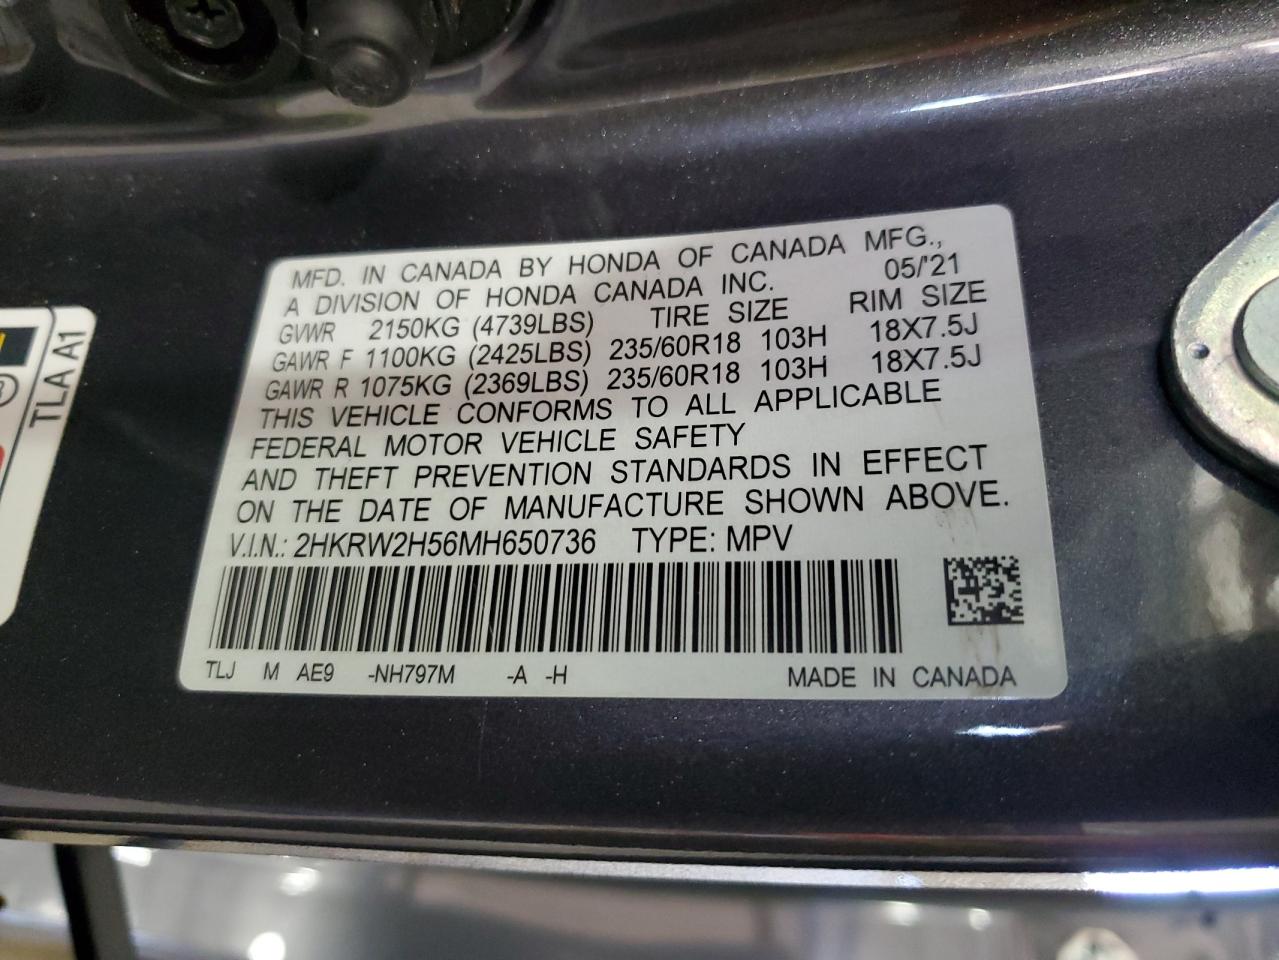 MFD. IN CANADA BY HONDA OF CANADA MFG.,
A DIVISION OF HONDA CANADA INC. 05/'21
GVWR 2150KG (4739LBS) TIRE SIZE RIM SIZE
GAWR F 1100KG (2425LBS) 235/60R18 103H 18X7.5J
GAWR R 1075KG (2369LBS) 235/60R18 103H 18X7.5J
THIS VEHICLE CONFORMS TO ALL APPLICABLE
FEDERAL MOTOR VEHICLE SAFETY
AND THEFT PREVENTION STANDARDS IN EFFECT
ON THE DATE OF MANUFACTURE SHOWN ABOVE.
V.I.N.: 2HKRW2H56MH650736 TYPE: MPV
TLJ M AE9 -NH797M -A -H MADE IN CANADA
TLA A1